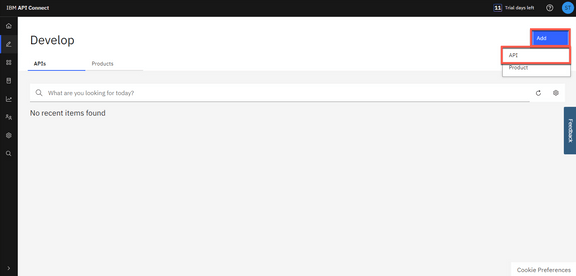 IBM API Connect
11 Trial days left
ST
Develop
Add
API
Product
APIs
Products
What are you looking for today?
No recent items found
Feedback
Cookie Preferences